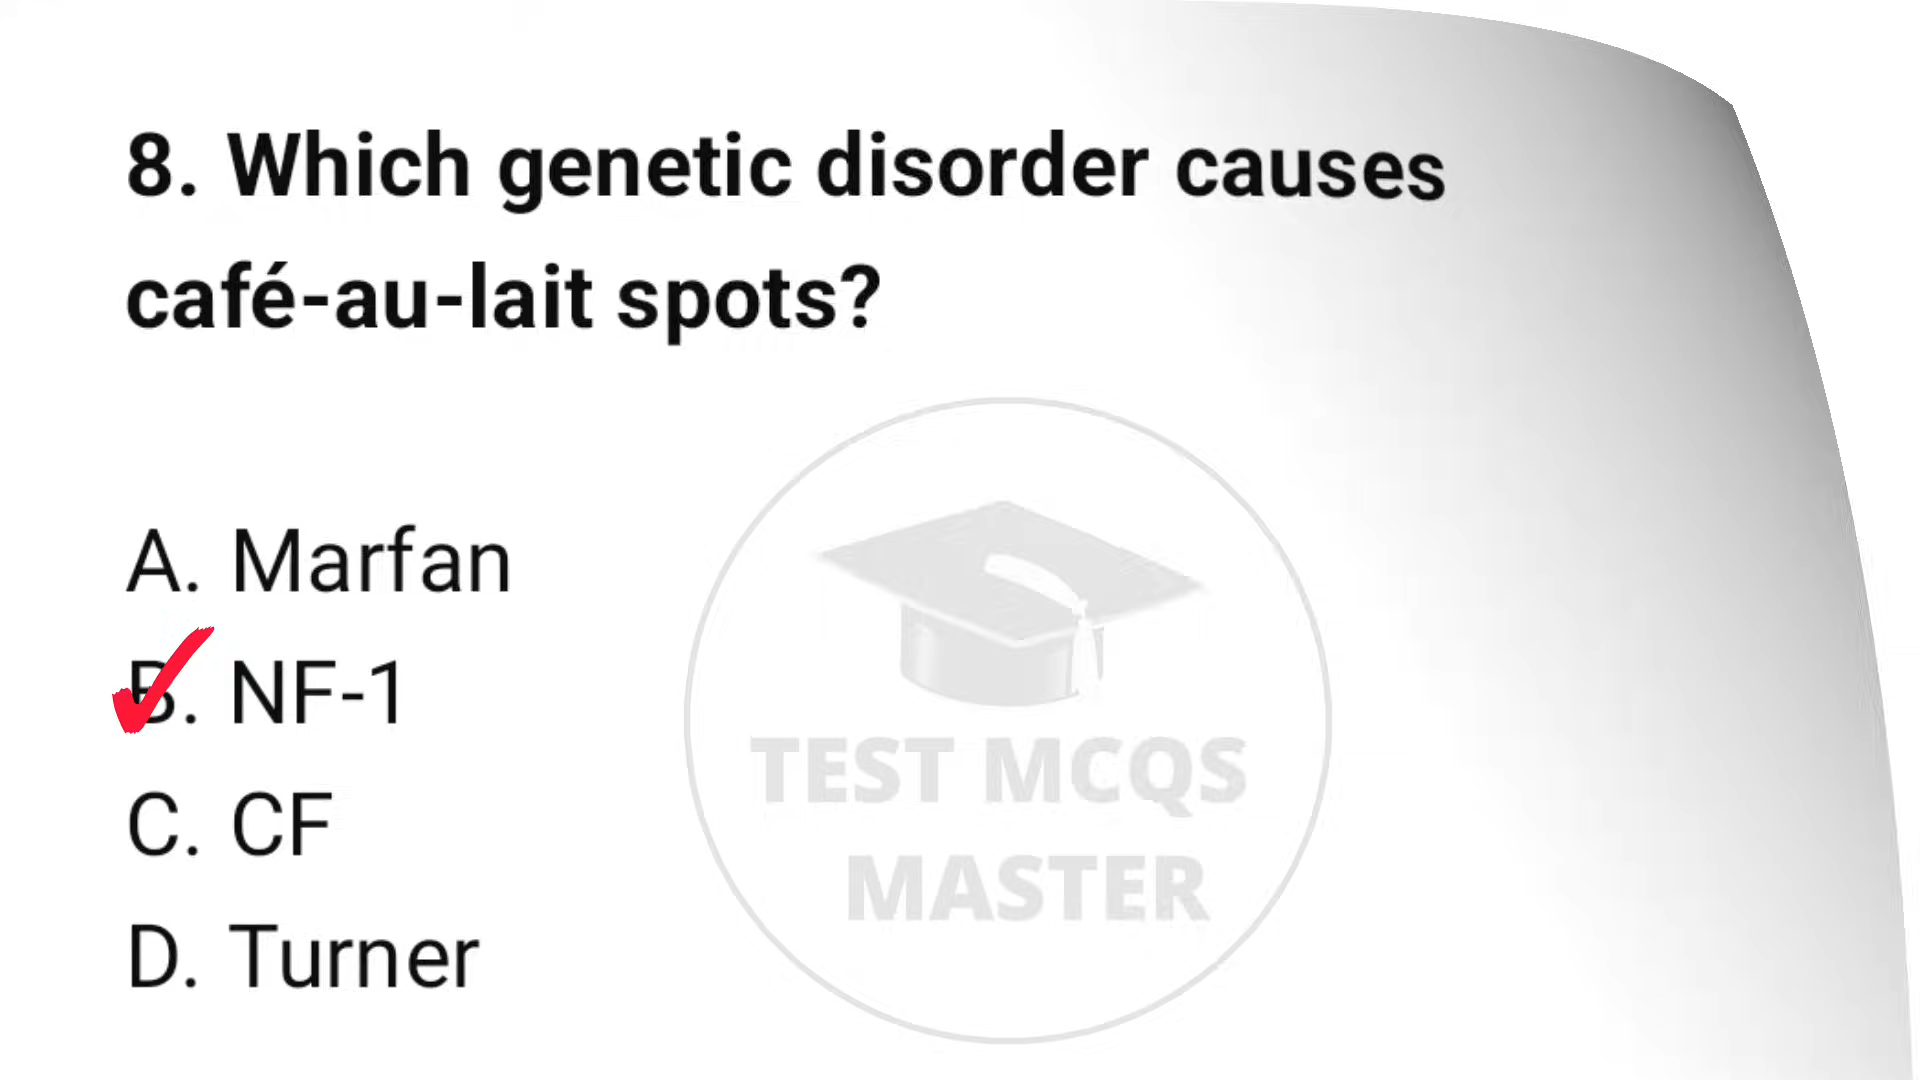 8. Which genetic disorder causes
café-au-lait spots?
A. Marfan
B. NF-1
C. CF
D. Turner
TEST MCQS
MASTER